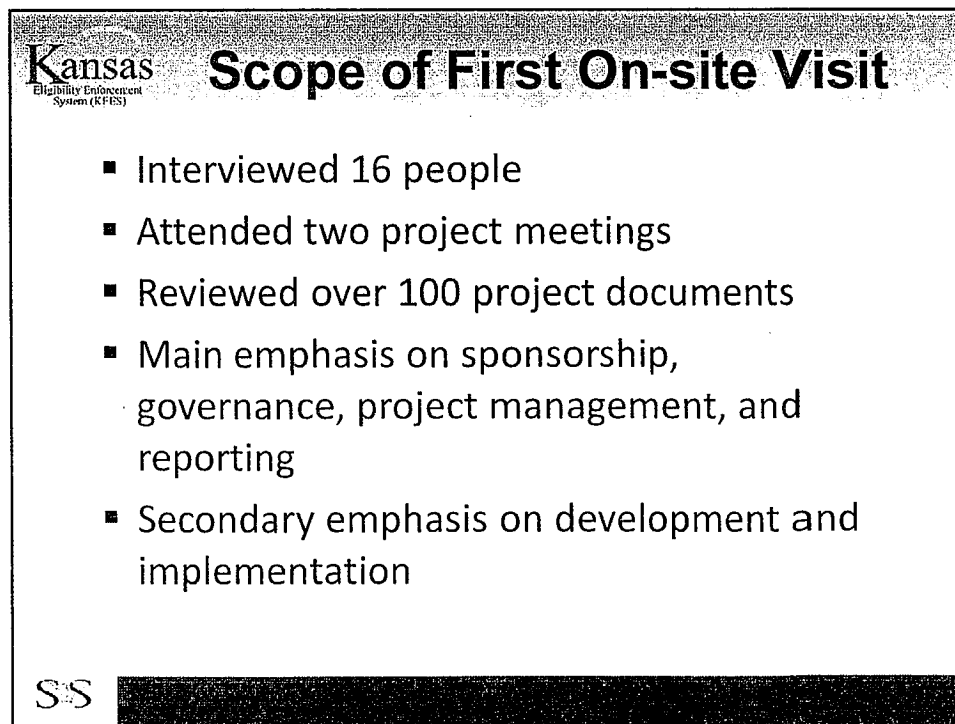 Kansas
Eligibility Enforcement
System (KEES)
Scope of First On-site Visit
▪ Interviewed 16 people
▪ Attended two project meetings
▪ Reviewed over 100 project documents
▪ Main emphasis on sponsorship,
governance, project management, and
reporting
▪ Secondary emphasis on development and
implementation
S S